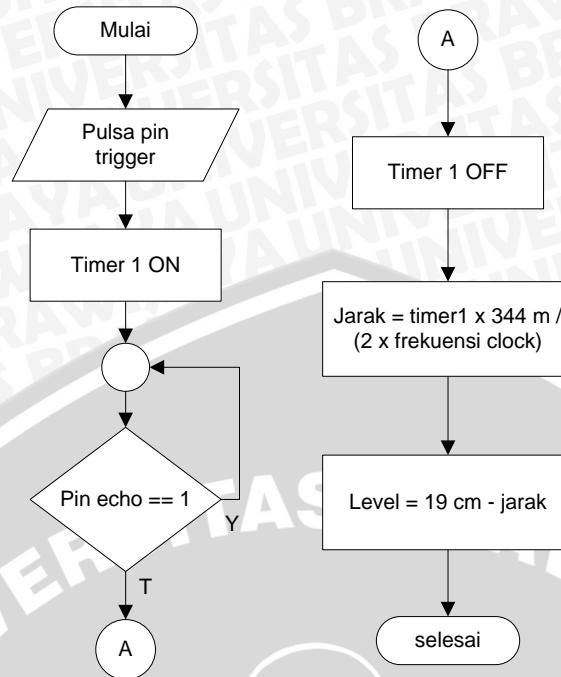 Mulai
Pulsa pin
trigger
Timer 1 ON
Pin echo == 1
Y
T
A
A
Timer 1 OFF
Jarak = timer1 x 344 m /
(2 x frekuensi clock)
Level = 19 cm - jarak
selesai